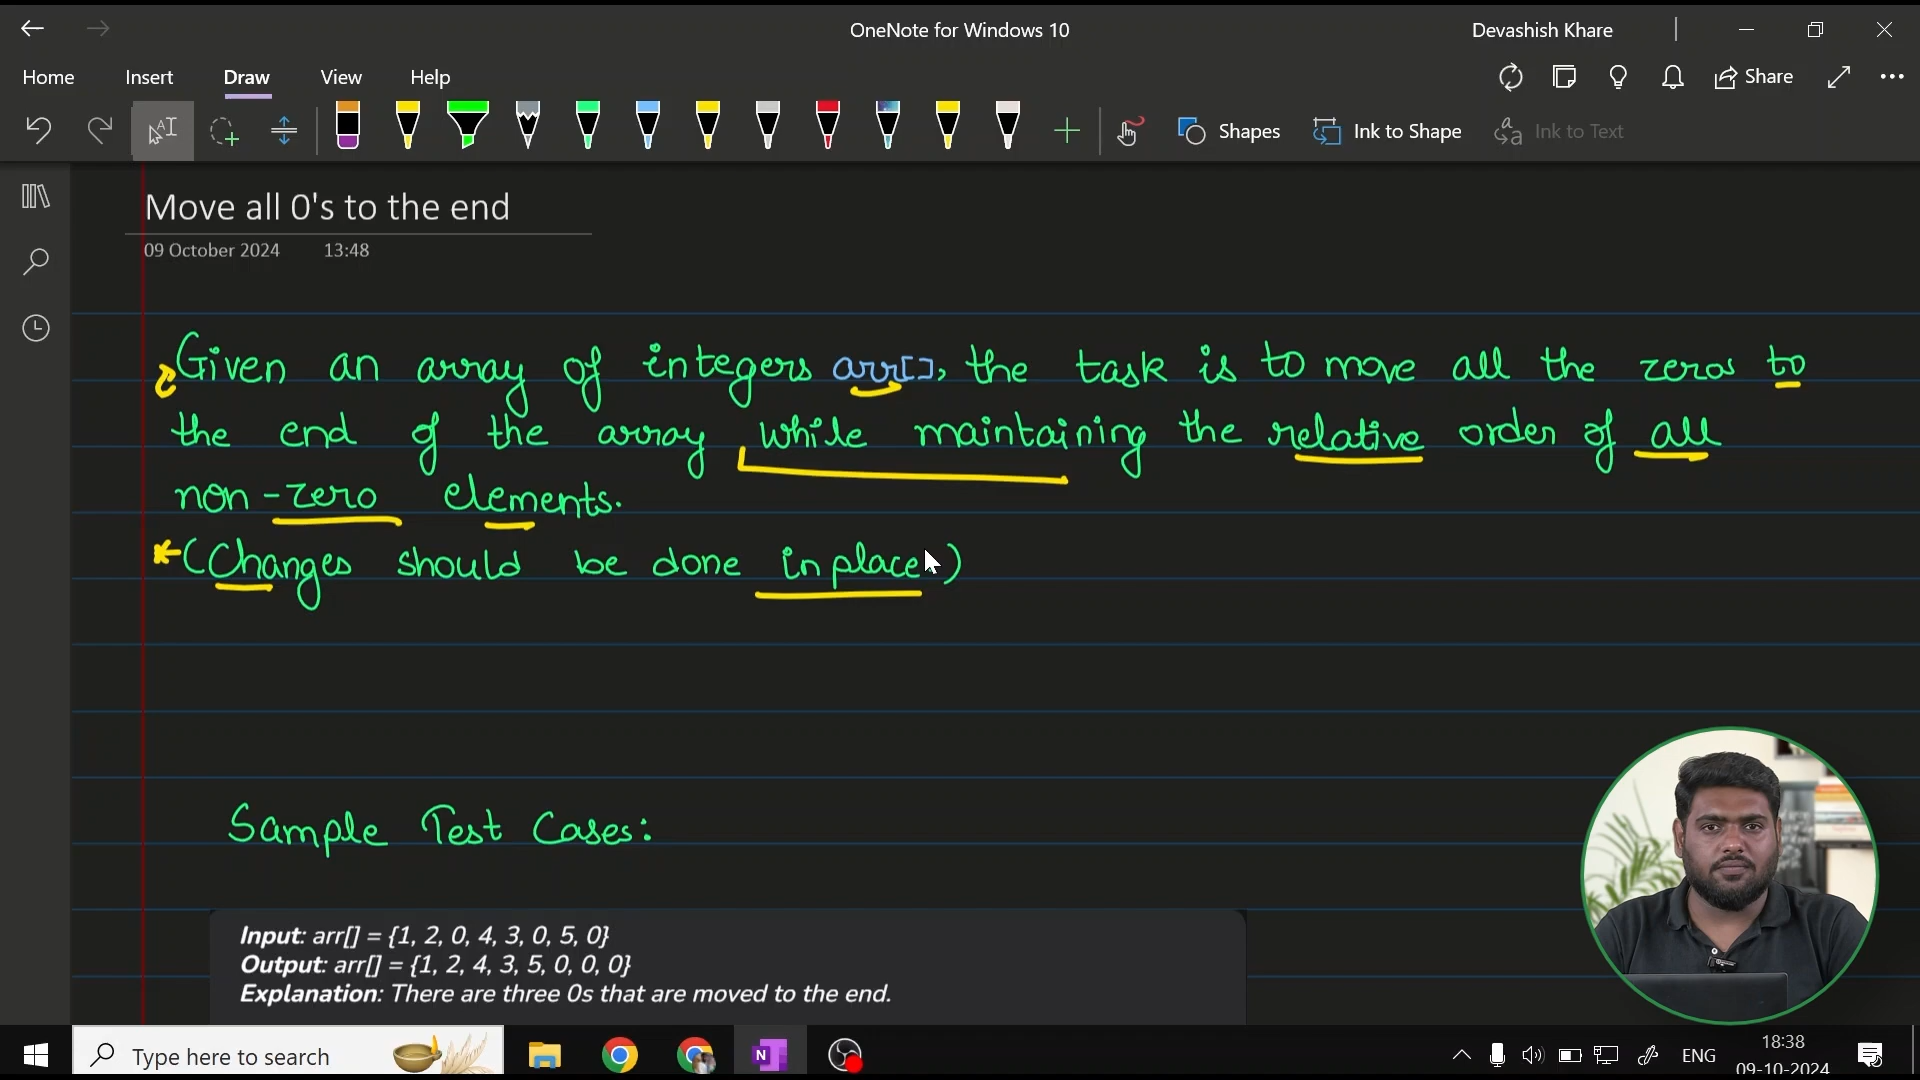 OneNote for Windows 10
Devashish Khare
Home Insert Draw View Help
Share
Shapes Ink to Shape Ink to Text
Move all 0's to the end
09 October 2024 13:48
Given an array of integers arr[], the task is to move all the zeros to
the end of the array while maintaining the relative order of all
non-zero elements.
(Changes should be done in place)
Sample Test Cases:
Input: arr[] = {1, 2, 0, 4, 3, 0, 5, 0}
Output: arr[] = {1, 2, 4, 3, 5, 0, 0, 0}
Explanation: There are three 0s that are moved to the end.
Type here to search
ENG
18:38
09-10-2024